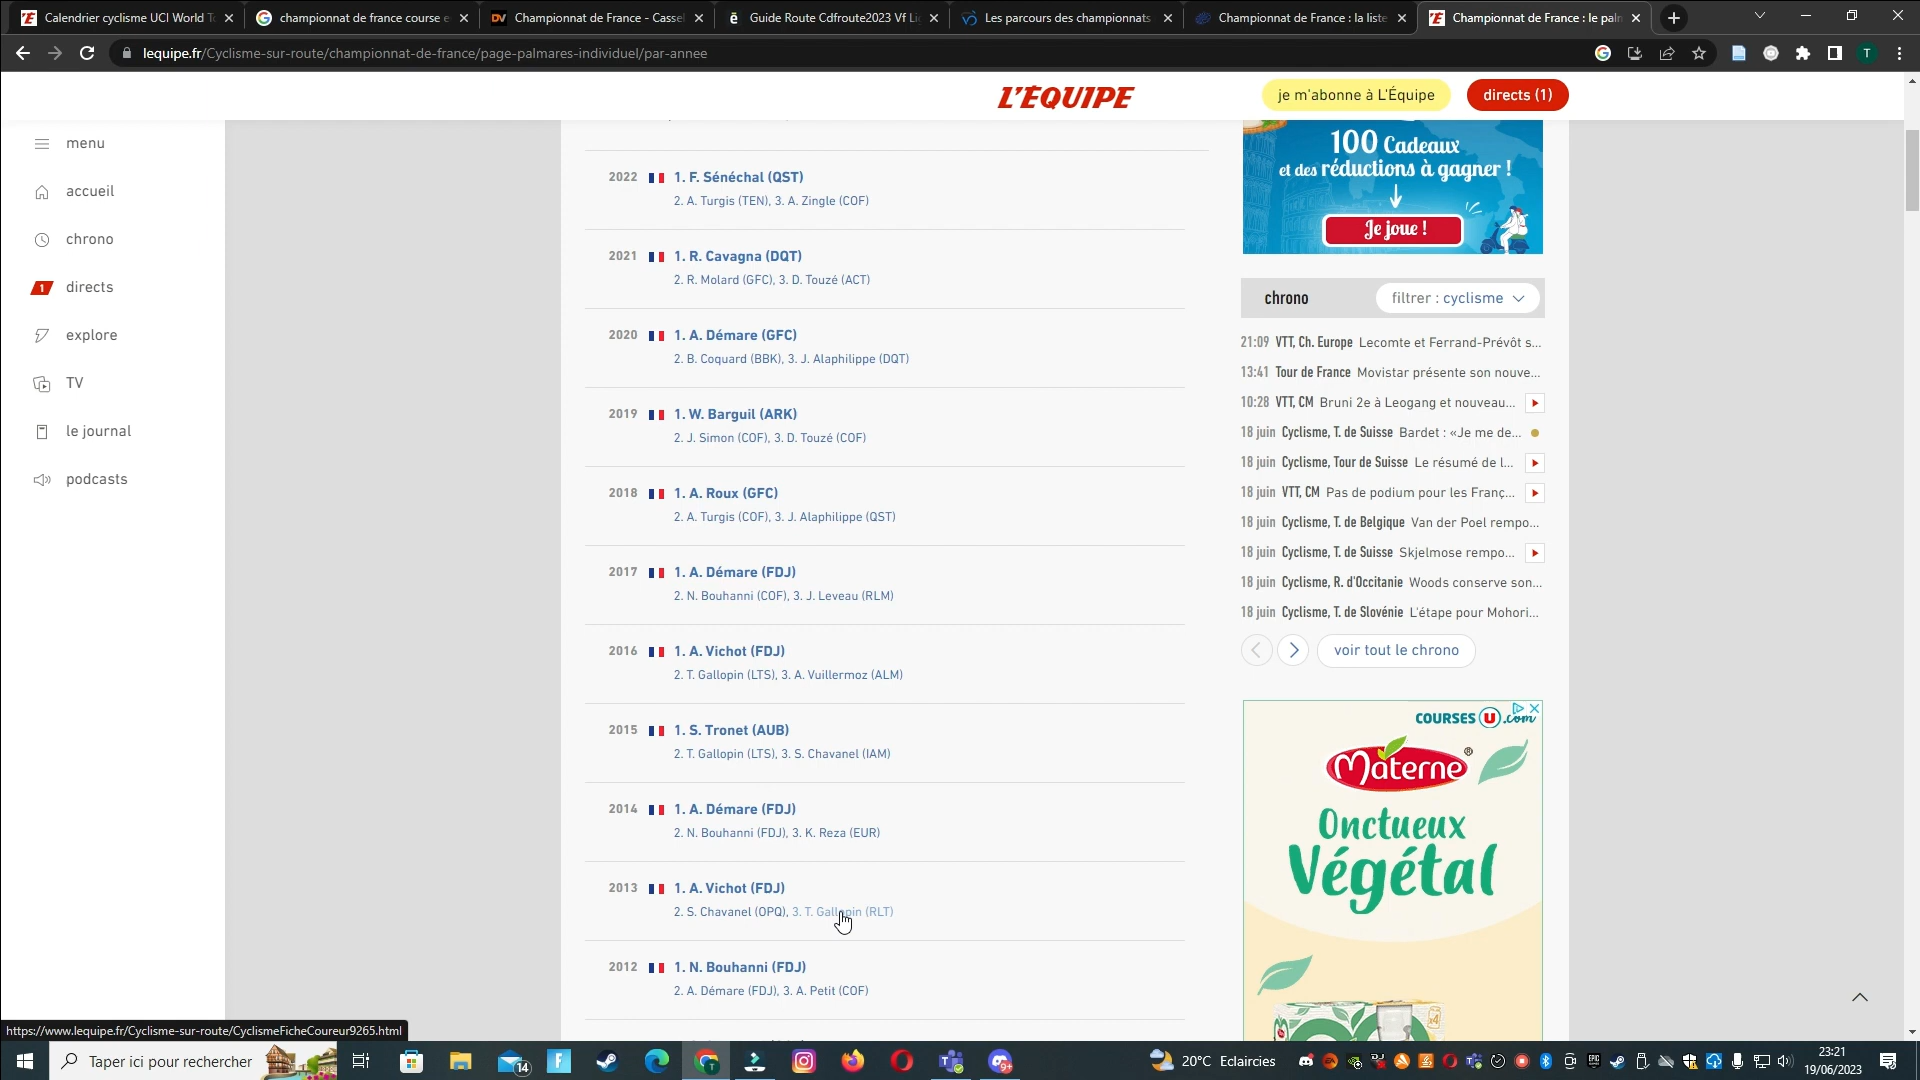 Calendrier cyclisme UCI World T
championnat de france course e
Championnat de France - Cassel
Guide Route Cdfroute2023 Vf Li
Les parcours des championnats
Championnat de France : la liste
Championnat de France : le palm
lequipe.fr/Cyclisme-sur-route/championnat-de-france/page-palmares-individuel/par-annee
T
L'ÉQUIPE
je m'abonne à L'Équipe
directs (1)
menu
accueil
chrono
1 directs
explore
TV
le journal
podcasts
2022 1. F. Sénéchal (QST)
2. A. Turgis (TEN), 3. A. Zingle (COF)
2021 1. R. Cavagna (DQT)
2. R. Molard (GFC), 3. D. Touzé (ACT)
2020 1. A. Démare (GFC)
2. B. Coquard (BBK), 3. J. Alaphilippe (DQT)
2019 1. W. Barguil (ARK)
2. J. Simon (COF), 3. D. Touzé (COF)
2018 1. A. Roux (GFC)
2. A. Turgis (COF), 3. J. Alaphilippe (QST)
2017 1. A. Démare (FDJ)
2. N. Bouhanni (COF), 3. J. Leveau (RLM)
2016 1. A. Vichot (FDJ)
2. T. Gallopin (LTS), 3. A. Vuillermoz (ALM)
2015 1. S. Tronet (AUB)
2. T. Gallopin (LTS), 3. S. Chavanel (IAM)
2014 1. A. Démare (FDJ)
2. N. Bouhanni (FDJ), 3. K. Reza (EUR)
2013 1. A. Vichot (FDJ)
2. S. Chavanel (OPQ), 3. T. Gallopin (RLT)
2012 1. N. Bouhanni (FDJ)
2. A. Démare (FDJ), 3. A. Petit (COF)
100 Cadeaux
et des réductions à gagner !
Je joue !
chrono
filtrer : cyclisme
21:09 VTT, Ch. Europe Lecomte et Ferrand-Prévôt s...
13:41 Tour de France Movistar présente son nouve...
10:28 VTT, CM Bruni 2e à Leogang et nouveau...
18 juin Cyclisme, T. de Suisse Bardet : «Je me de...
18 juin Cyclisme, Tour de Suisse Le résumé de l...
18 juin VTT, CM Pas de podium pour les Franç...
18 juin Cyclisme, T. de Belgique Van der Poel rempo...
18 juin Cyclisme, T. de Suisse Skjelmose rempo...
18 juin Cyclisme, R. d'Occitanie Woods conserve son...
18 juin Cyclisme, T. de Slovénie L'étape pour Mohori...
voir tout le chrono
COURSES U .com
Materne ®
Onctueux
Végétal
x4
https://www.lequipe.fr/Cyclisme-sur-route/CyclismeFicheCoureur9265.html
Taper ici pour rechercher
14
9+
20°C Eclaircies
23:21
19/06/2023